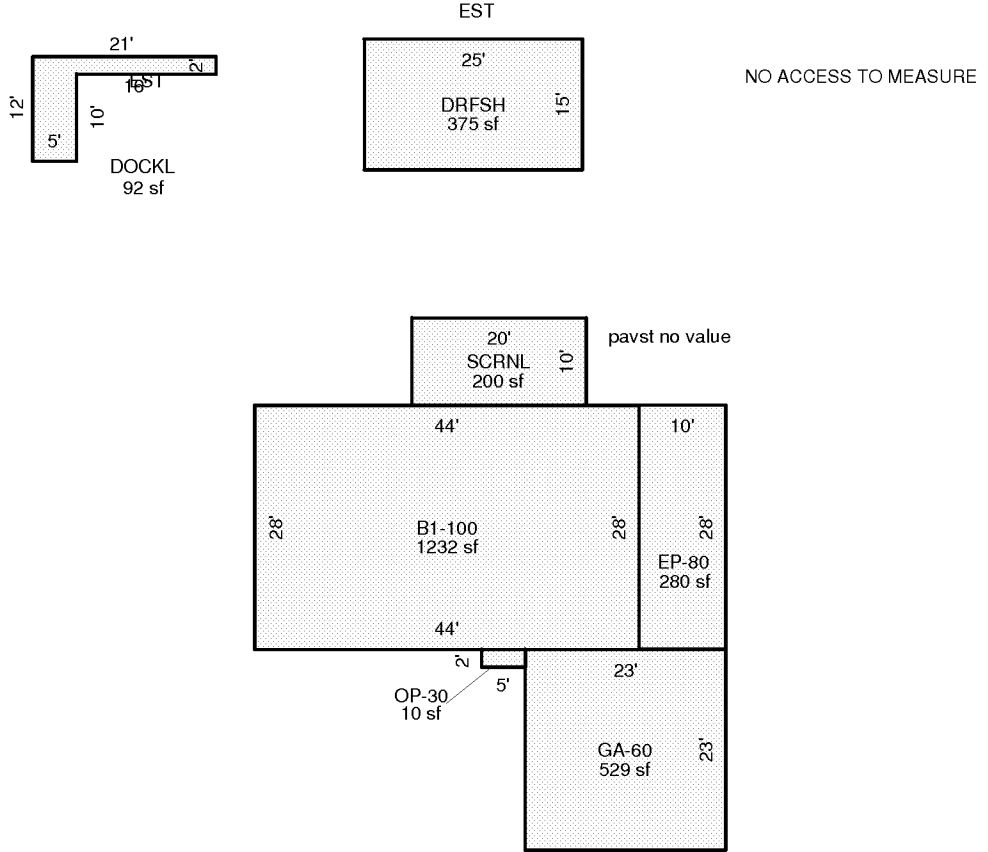 EST
21'
2'
EST
16'
12'
10'
5'
DOCKL
92 sf
25'
DRFSH
375 sf
15'
NO ACCESS TO MEASURE
20'
SCRNL
200 sf
10'
pavst no value
44'
10'
28'
B1-100
1232 sf
28'
28'
EP-80
280 sf
44'
2'
5'
OP-30
10 sf
23'
GA-60
529 sf
23'